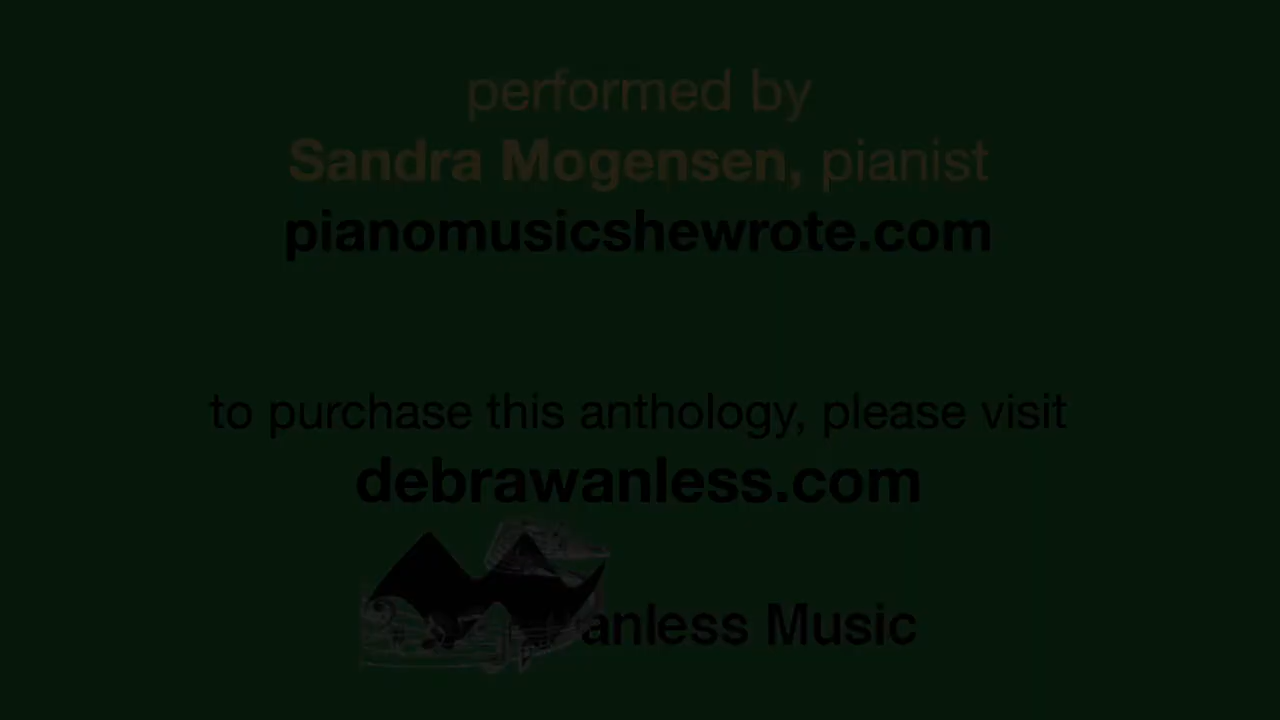 performed by
Sandra Mogensen, pianist
pianomusicshewrote.com
to purchase this anthology, please visit
debrawanless.com
anless Music